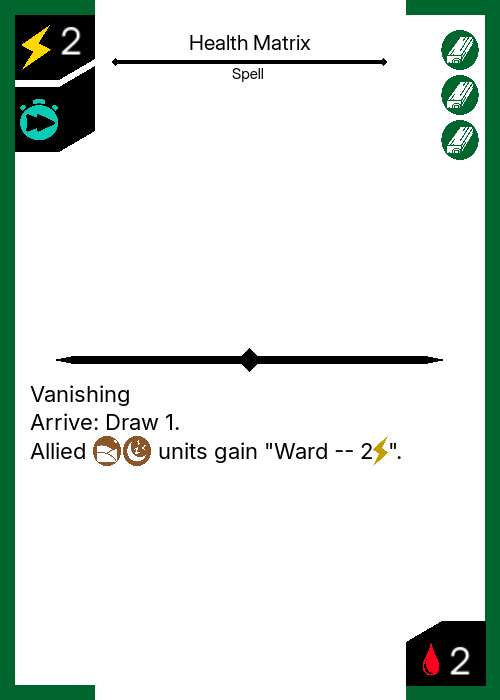 2
Health Matrix
Spell
Vanishing
Arrive: Draw 1.
Allied units gain "Ward -- 2".
2